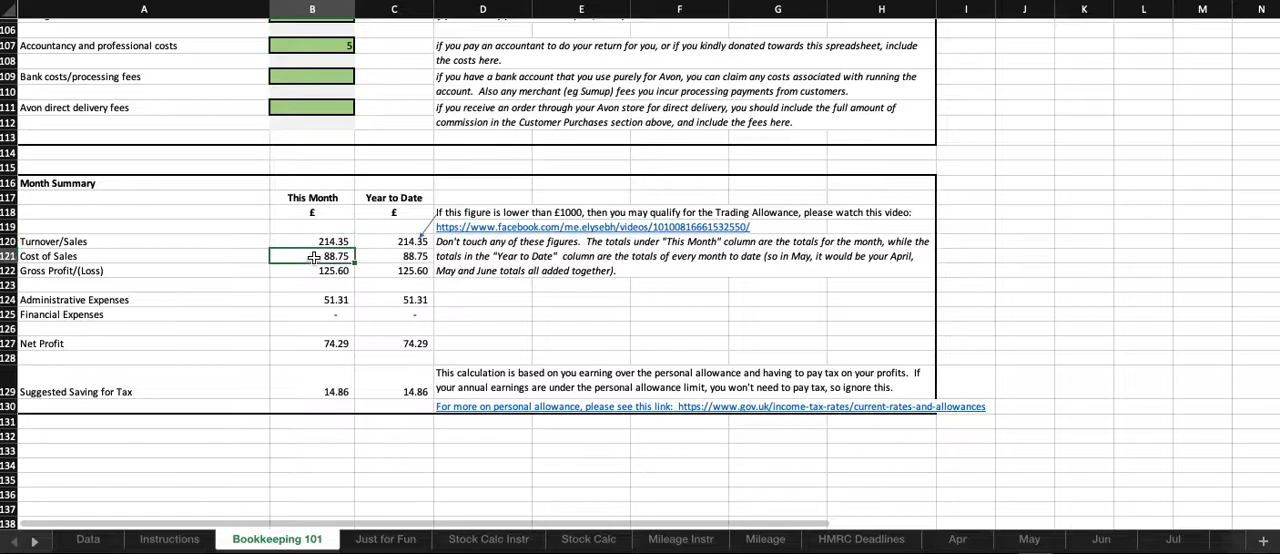 A B C D E F G H I J K L M N
106
107 Accountancy and professional costs 5 if you pay an accountant to do your return for you, or if you kindly donated towards this spreadsheet, include
108 the costs here.
109 Bank costs/processing fees if you have a bank account that you use purely for Avon, you can claim any costs associated with running the
110 account. Also any merchant (eg Sumup) fees you incur processing payments from customers.
111 Avon direct delivery fees if you receive an order through your Avon store for direct delivery, you should include the full amount of
112 commission in the Customer Purchases section above, and include the fees here.
113
114
115
116 Month Summary
117 This Month Year to Date
118 £ £ If this figure is lower than £1000, then you may qualify for the Trading Allowance, please watch this video:
119 https://www.facebook.com/me.elysebh/videos/10100816661532550/
120 Turnover/Sales 214.35 214.35 Don't touch any of these figures. The totals under "This Month" column are the totals for the month, while the
121 Cost of Sales 88.75 88.75 totals in the "Year to Date" column are the totals of every month to date (so in May, it would be your April,
122 Gross Profit/(Loss) 125.60 125.60 May and June totals all added together).
123
124 Administrative Expenses 51.31 51.31
125 Financial Expenses - -
126
127 Net Profit 74.29 74.29
128
This calculation is based on you earning over the personal allowance and having to pay tax on your profits. If
129 Suggested Saving for Tax 14.86 14.86 your annual earnings are under the personal allowance limit, you won't need to pay tax, so ignore this.
130 For more on personal allowance, please see this link: https://www.gov.uk/income-tax-rates/current-rates-and-allowances
131
132
133
134
135
136
137
138
Data Instructions Bookkeeping 101 Just for Fun Stock Calc Instr Stock Calc Mileage Instr Mileage HMRC Deadlines Apr May Jun Jul +